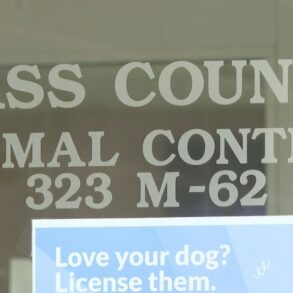 ASS COUN
MAL CONT
323 M-62
Love your dog?
License them.